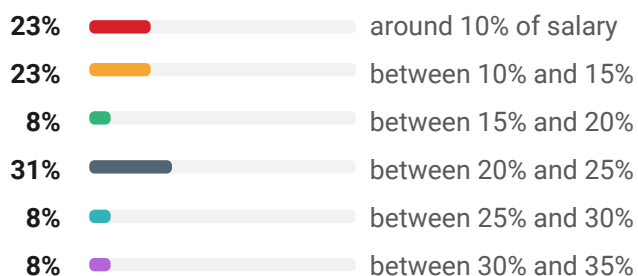 23% around 10% of salary
23% between 10% and 15%
8% between 15% and 20%
31% between 20% and 25%
8% between 25% and 30%
8% between 30% and 35%